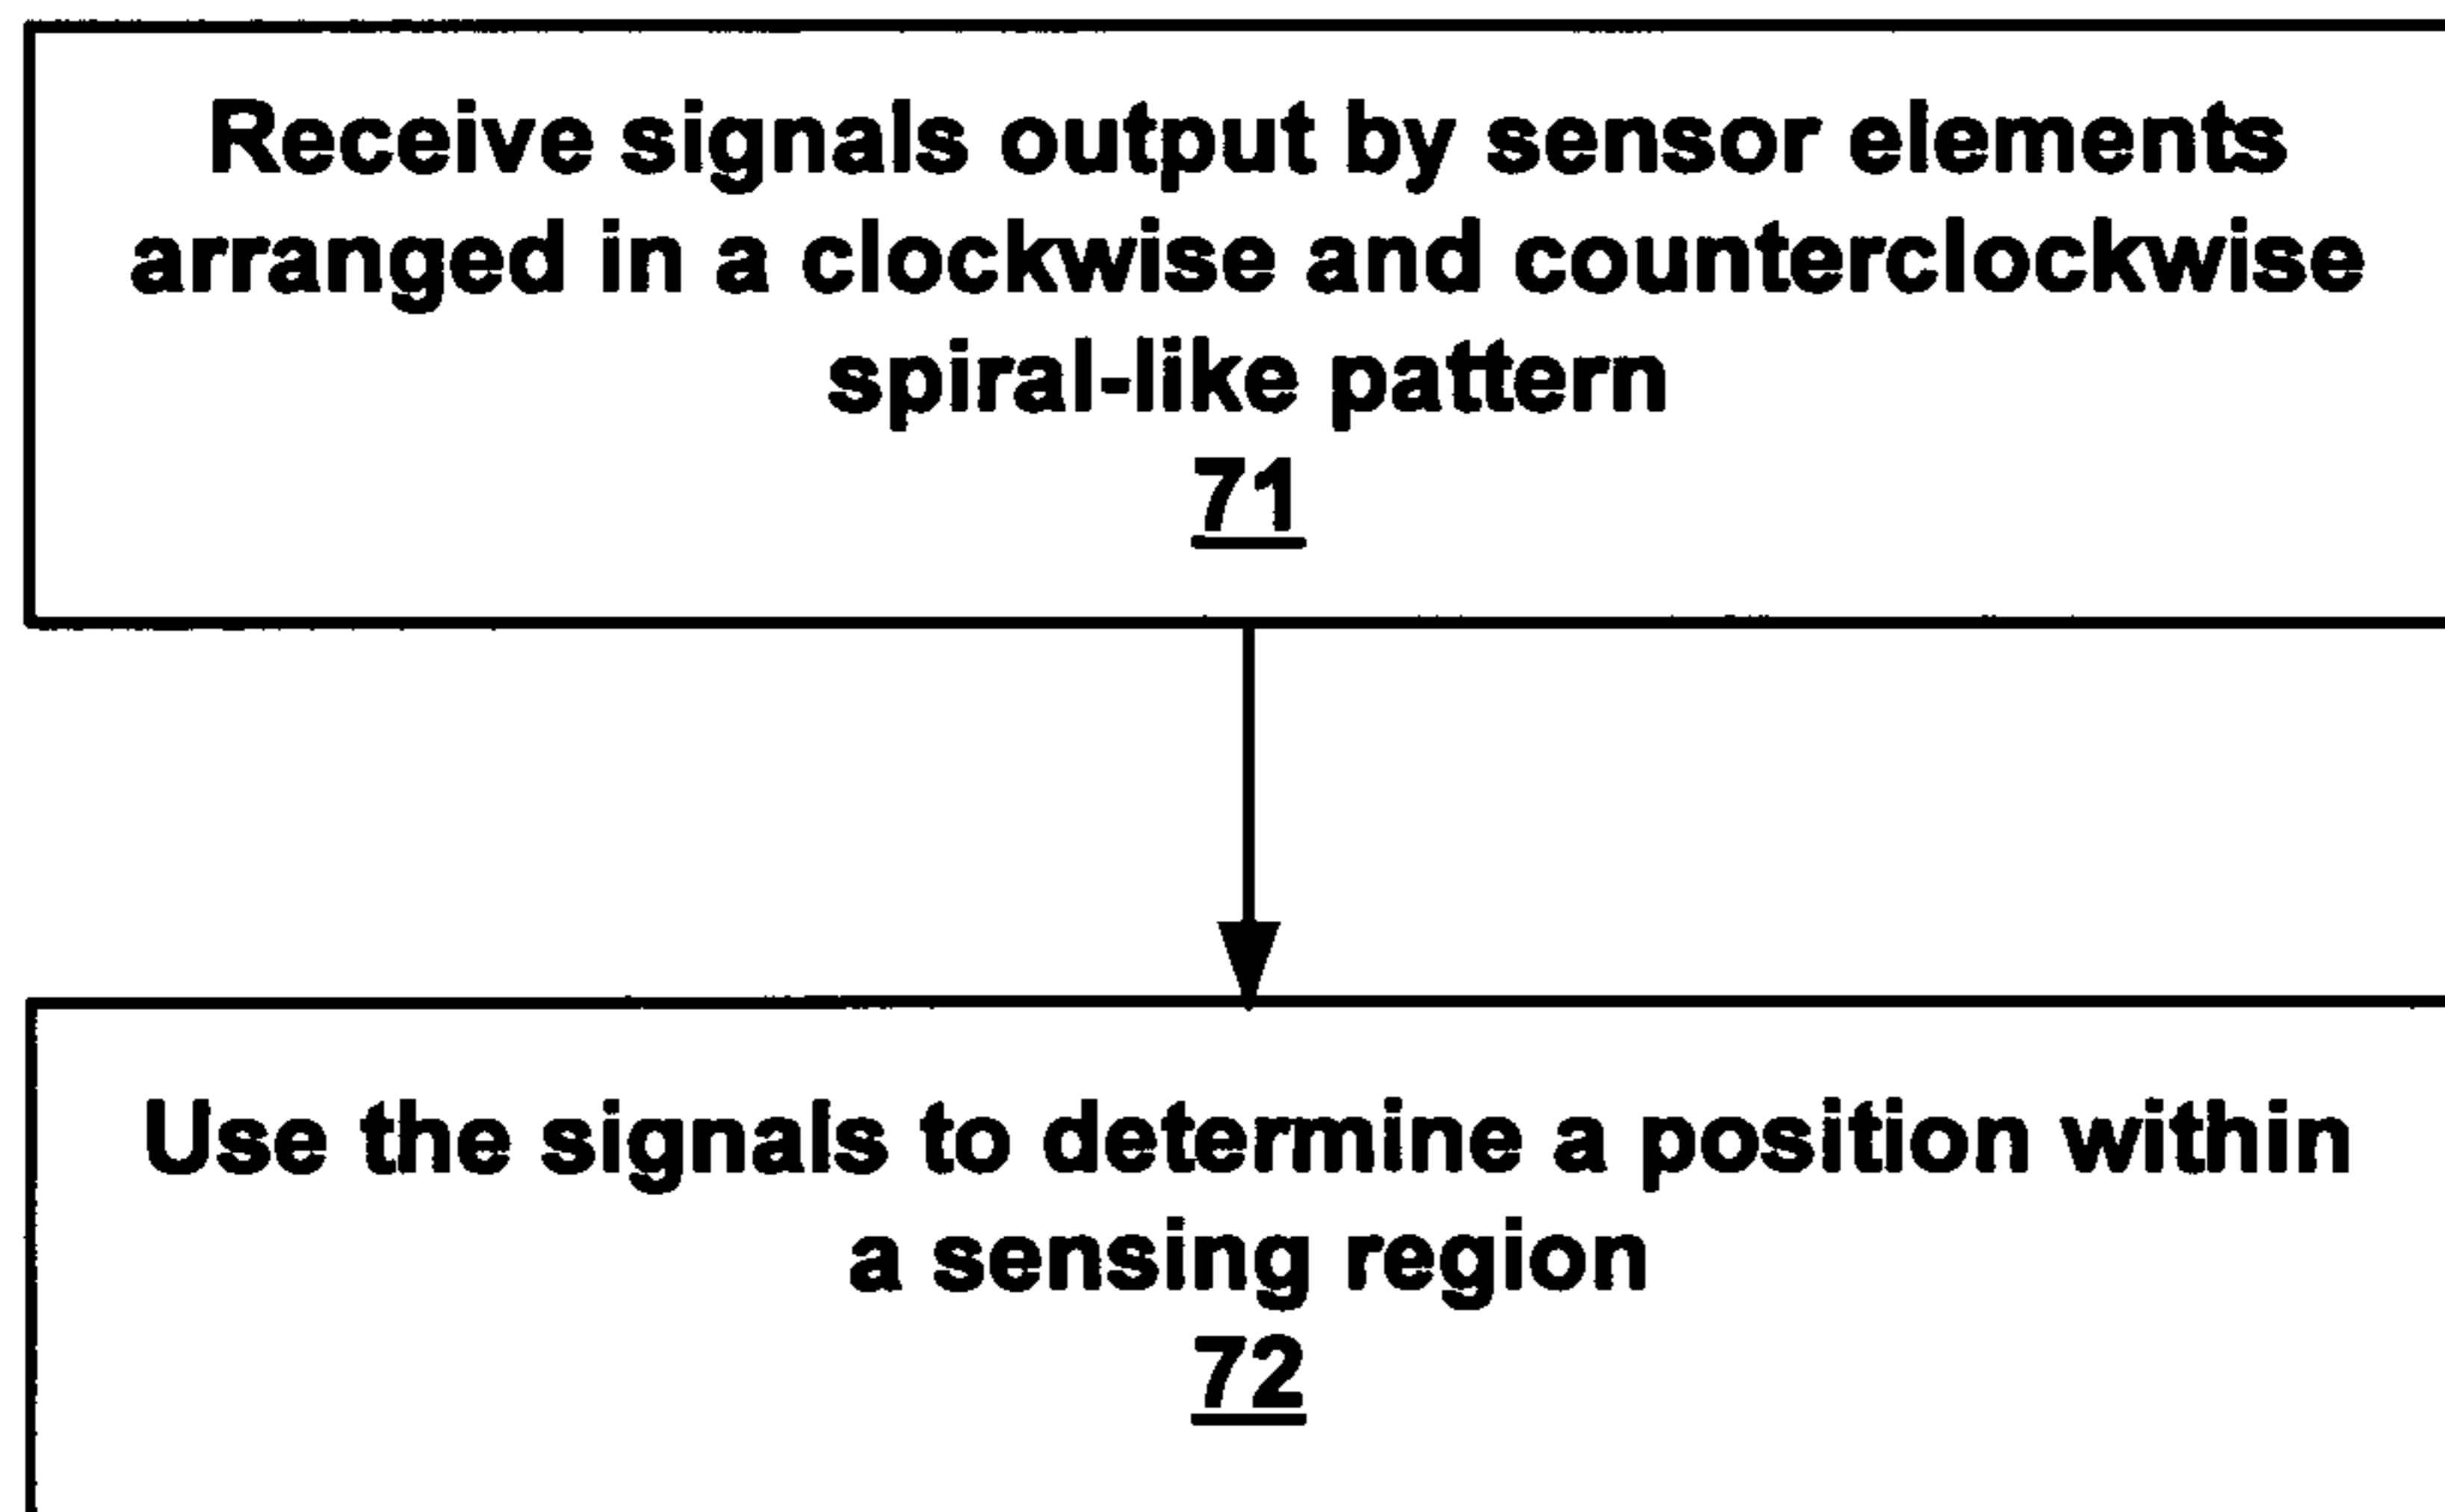 Receive signals output by sensor elements
arranged in a clockwise and counterclockwise
spiral-like pattern
71
Use the signals to determine a position within
a sensing region
72